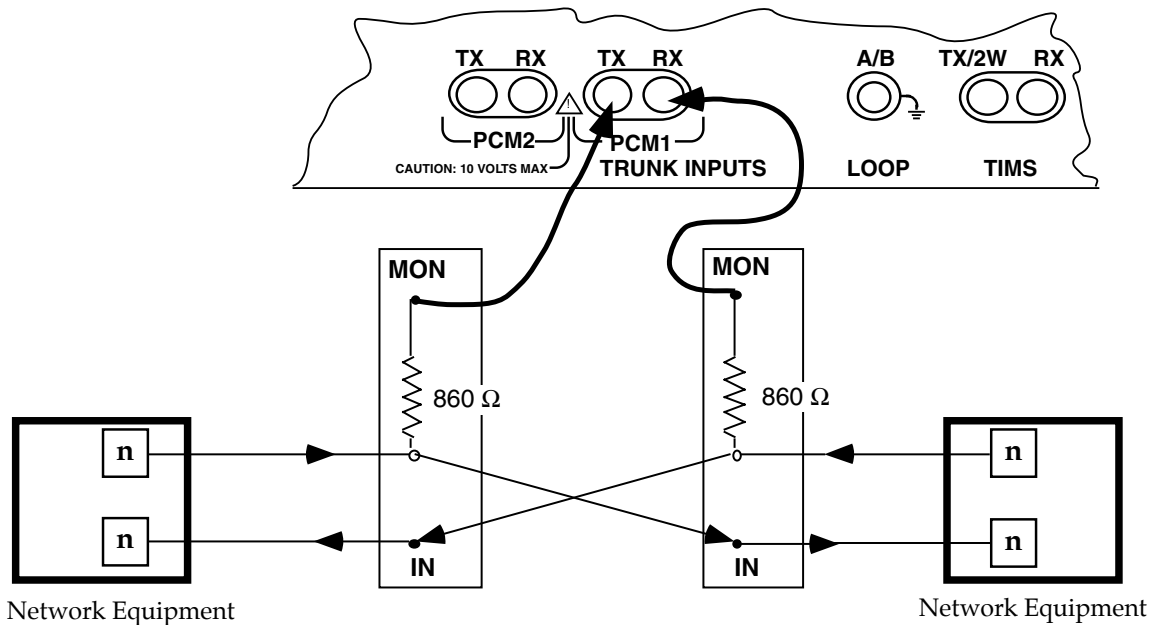 TX RX TX RX A/B TX/2W RX
!
PCM2 PCM1
CAUTION: 10 VOLTS MAX TRUNK INPUTS LOOP TIMS
MON MON
860 Ω 860 Ω
n n
n n
IN IN
Network Equipment Network Equipment